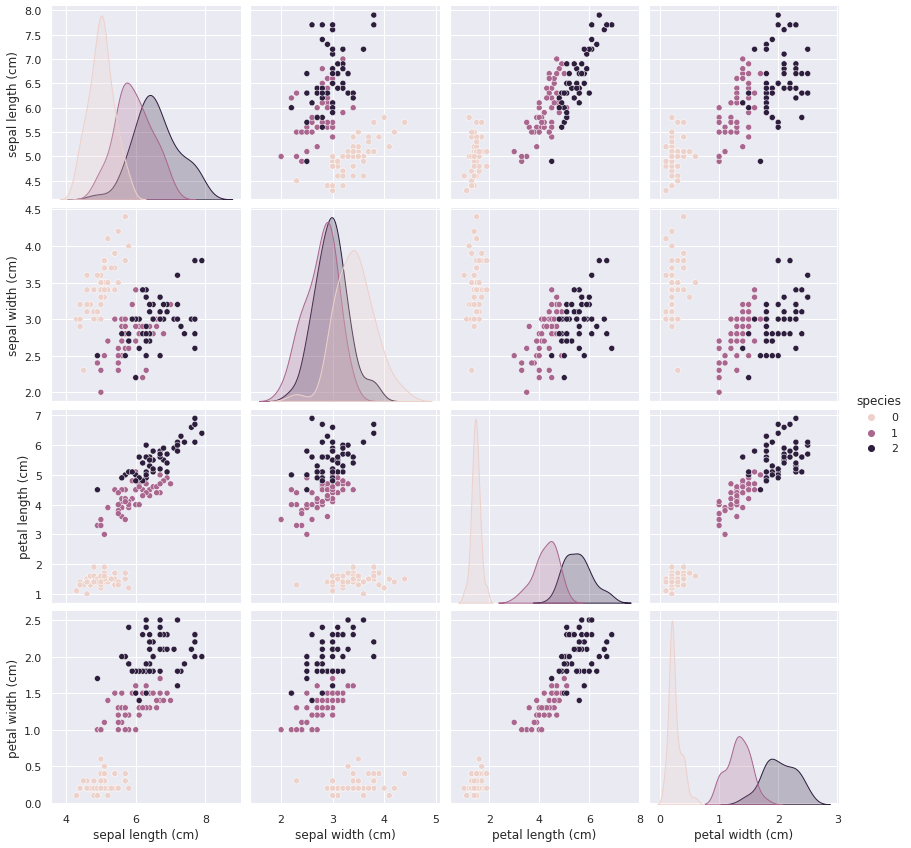 8.0
7.5
7.0
6.5
6.0
5.5
5.0
4.5
sepal length (cm)
4.5
4.0
3.5
3.0
2.5
2.0
sepal width (cm)
species
0
1
2
7
6
5
4
3
2
1
petal length (cm)
2.5
2.0
1.5
1.0
0.5
0.0
petal width (cm)
4 6 8
sepal length (cm)
2 3 4 5
sepal width (cm)
2 4 6 8
petal length (cm)
0 1 2 3
petal width (cm)